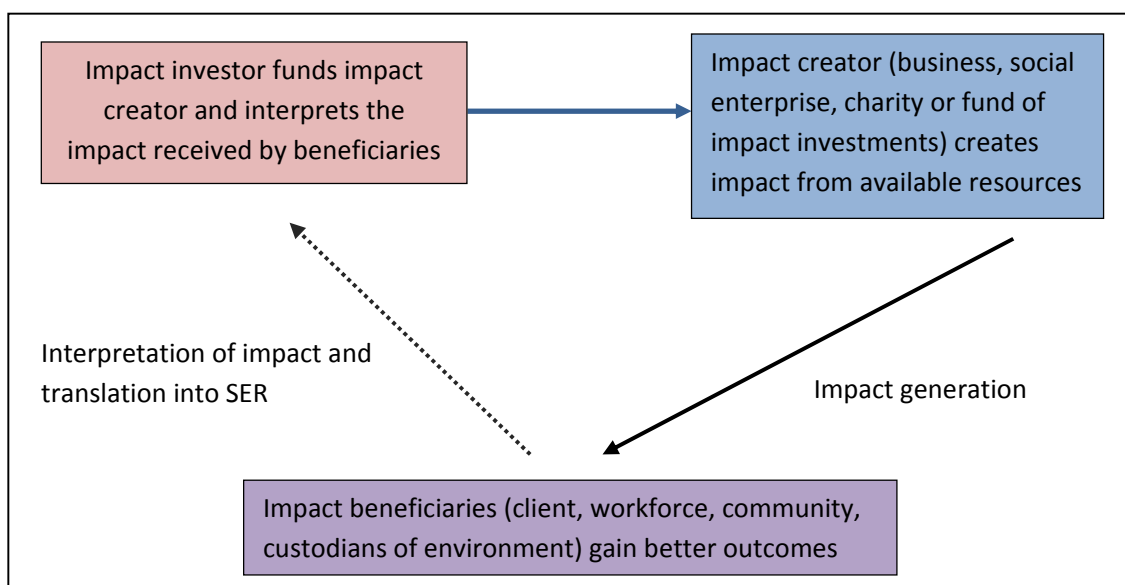 Impact investor funds impact
creator and interprets the
impact received by beneficiaries
Impact creator (business, social
enterprise, charity or fund of
impact investments) creates
impact from available resources
Interpretation of impact and
translation into SER
Impact generation
Impact beneficiaries (client, workforce, community,
custodians of environment) gain better outcomes